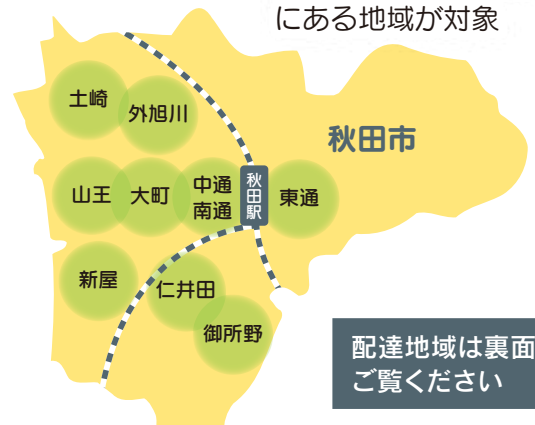 にある地域が対象
土崎
外旭川
秋田市
山王
大町
中通
南通
秋田駅
東通
新屋
仁井田
御所野
配達地域は裏面
ご覧ください